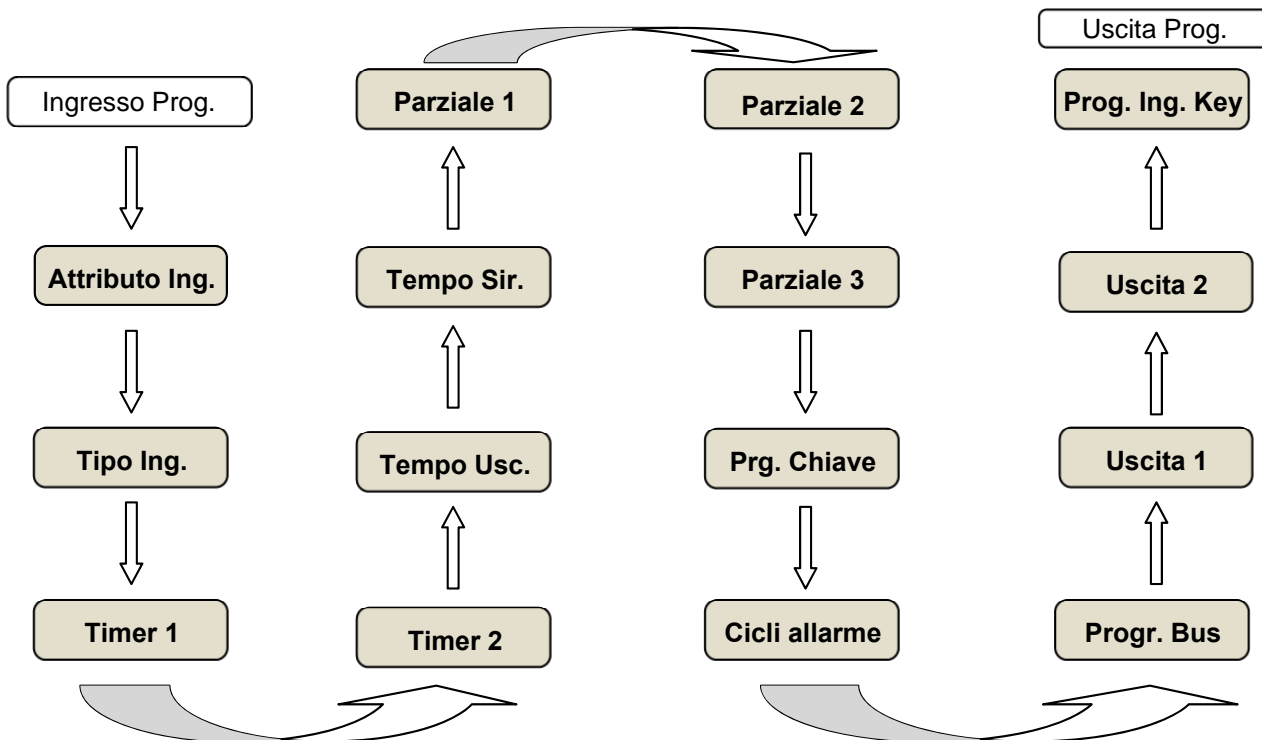 Ingresso Prog.
Attributo Ing.
Tipo Ing.
Timer 1
Timer 2
Tempo Usc.
Tempo Sir.
Parziale 1
Parziale 2
Parziale 3
Prg. Chiave
Cicli allarme
Progr. Bus
Uscita 1
Uscita 2
Prog. Ing. Key
Uscita Prog.